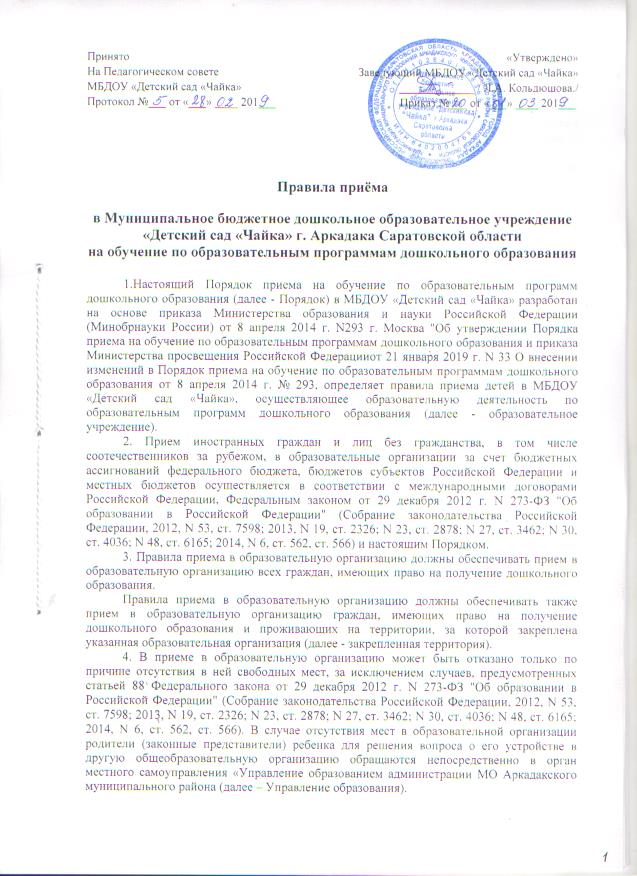 Принято «Утверждено»
На Педагогическом совете Заведующий МБДОУ «Детский сад «Чайка»
МБДОУ «Детский сад «Чайка» Э.А. Кольдюшова./
Протокол № 5 от « 28 » 02 2019 Приказ № 20 от « 01 » 03 2019
Правила приёма
в Муниципальное бюджетное дошкольное образовательное учреждение
«Детский сад «Чайка» г. Аркадака Саратовской области
на обучение по образовательным программам дошкольного образования
1.Настоящий Порядок приема на обучение по образовательным программ
дошкольного образования (далее - Порядок) в МБДОУ «Детский сад «Чайка» разработан
на основе приказа Министерства образования и науки Российской Федерации
(Минобрнауки России) от 8 апреля 2014 г. N293 г. Москва "Об утверждении Порядка
приема на обучение по образовательным программам дошкольного образования и приказа
Министерства просвещения Российской Федерацииот 21 января 2019 г. N 33 О внесении
изменений в Порядок приема на обучение по образовательным программам дошкольного
образования от 8 апреля 2014 г. № 293, определяет правила приема детей в МБДОУ
«Детский сад «Чайка», осуществляющее образовательную деятельность по
образовательным программ дошкольного образования (далее - образовательное
учреждение).
2. Прием иностранных граждан и лиц без гражданства, в том числе
соотечественников за рубежом, в образовательные организации за счет бюджетных
ассигнований федерального бюджета, бюджетов субъектов Российской Федерации и
местных бюджетов осуществляется в соответствии с международными договорами
Российской Федерации, Федеральным законом от 29 декабря 2012 г. N 273-ФЗ "Об
образовании в Российской Федерации" (Собрание законодательства Российской
Федерации, 2012, N 53, ст. 7598; 2013, N 19, ст. 2326; N 23, ст. 2878; N 27, ст. 3462; N 30,
ст. 4036; N 48, ст. 6165; 2014, N 6, ст. 562, ст. 566) и настоящим Порядком.
3. Правила приема в образовательную организацию должны обеспечивать прием в
образовательную организацию всех граждан, имеющих право на получение дошкольного
образования.
Правила приема в образовательную организацию должны обеспечивать также
прием в образовательную организацию граждан, имеющих право на получение
дошкольного образования и проживающих на территории, за которой закреплена
указанная образовательная организация (далее - закрепленная территория).
4. В приеме в образовательную организацию может быть отказано только по
причине отсутствия в ней свободных мест, за исключением случаев, предусмотренных
статьей 88 Федерального закона от 29 декабря 2012 г. N 273-ФЗ "Об образовании в
Российской Федерации" (Собрание законодательства Российской Федерации, 2012, N 53,
ст. 7598; 2013, N 19, ст. 2326; N 23, ст. 2878; N 27, ст. 3462; N 30, ст. 4036; N 48, ст. 6165;
2014, N 6, ст. 562, ст. 566). В случае отсутствия мест в образовательной организации
родители (законные представители) ребенка для решения вопроса о его устройстве в
другую общеобразовательную организацию обращаются непосредственно в орган
местного самоуправления «Управление образованием администрации МО Аркадакского
муниципального района (далее – Управление образования).
1